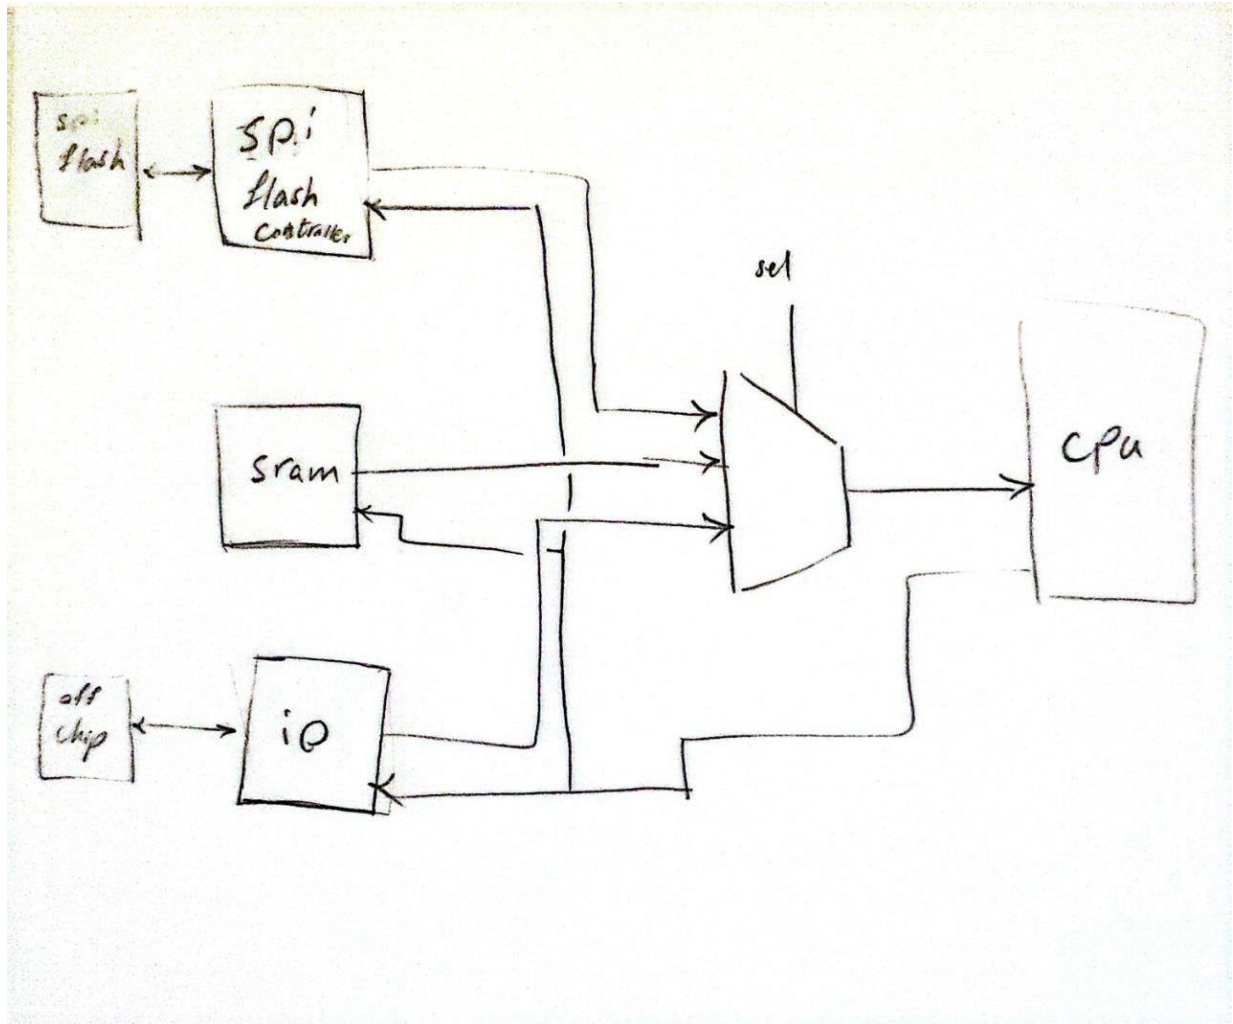 spi
flash
spi
flash
controller
sel
cpu
sram
off
chip
io